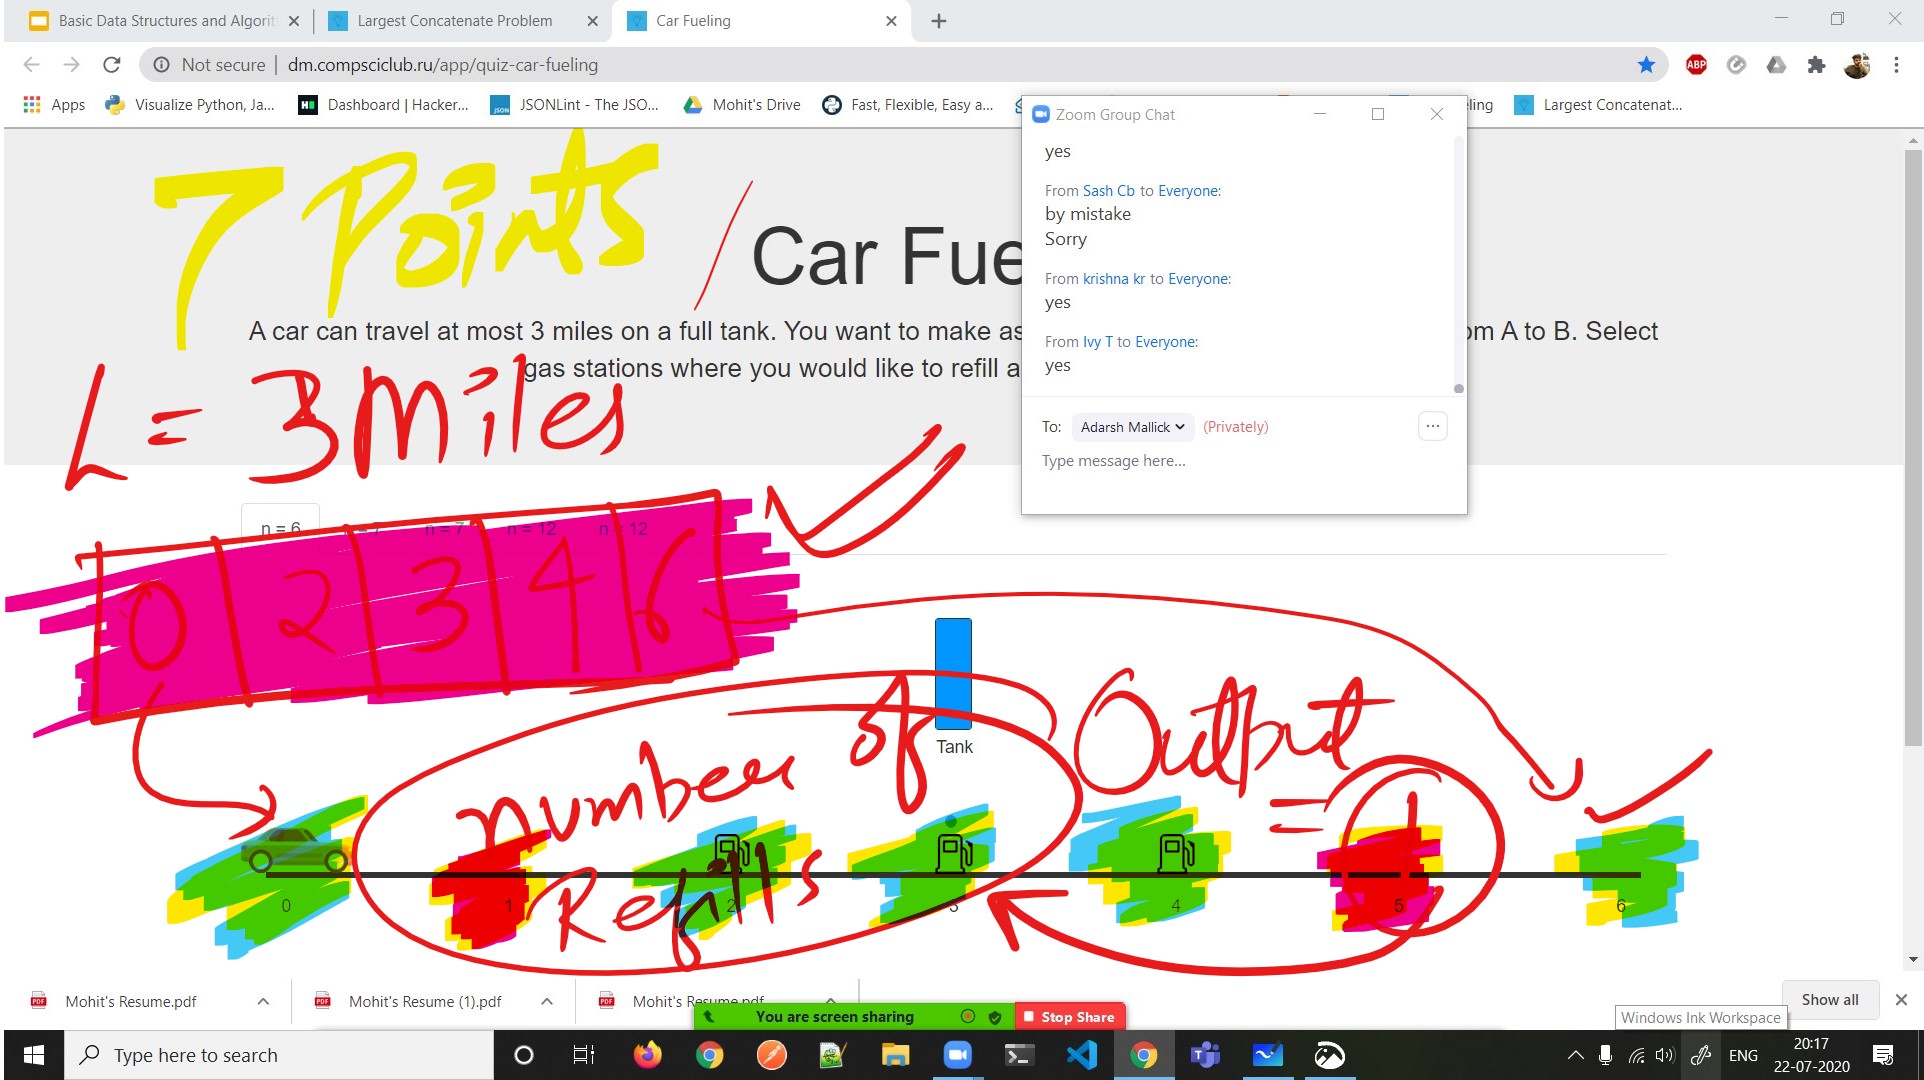 Basic Data Structures and Algorit
Largest Concatenate Problem
Car Fueling
Not secure | dm.compsciclub.ru/app/quiz-car-fueling
ABP
Apps
Visualize Python, Ja...
Dashboard | Hacker...
JSONLint - The JSO...
Mohit's Drive
Fast, Flexible, Easy a...
eling
Largest Concatenat...
Zoom Group Chat
yes
From Sash Cb to Everyone:
by mistake
Sorry
From krishna kr to Everyone:
yes
From Ivy T to Everyone:
yes
To: Adarsh Mallick (Privately)
Type message here...
7 Points
Car Fue
A car can travel at most 3 miles on a full tank. You want to make as
om A to B. Select
gas stations where you would like to refill a
L = 3 Miles
n = 6
n = 7
n = 12
n = 12
0 2 3 4 6
Tank
Number of
Refills
Output
= 1
0 1 2 3 4 5 6
Mohit's Resume.pdf
Mohit's Resume (1).pdf
Mohit's Resume.pdf
Show all
You are screen sharing
Stop Share
Windows Ink Workspace
Type here to search
ENG
20:17
22-07-2020